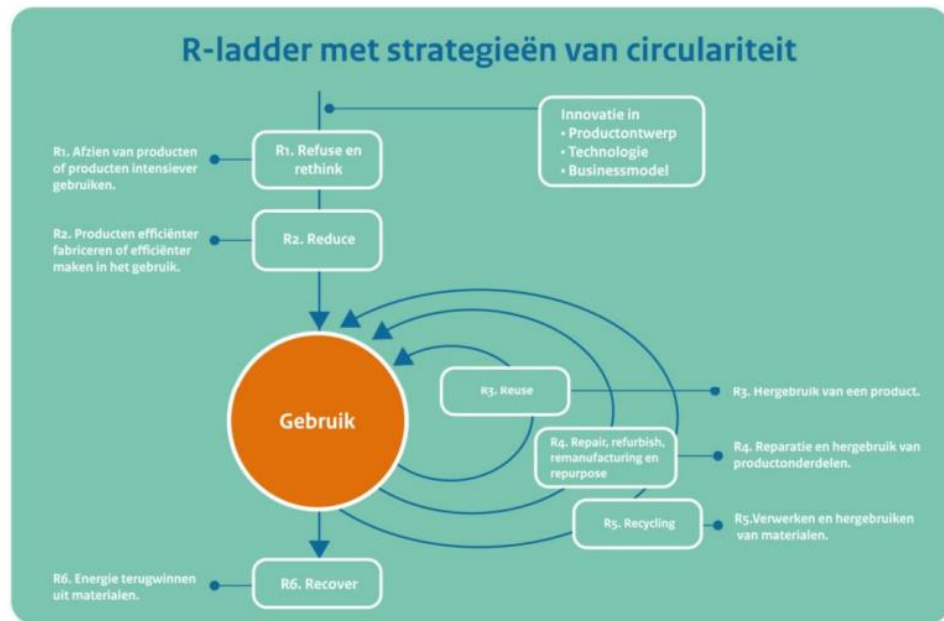 R-ladder met strategieën van circulariteit
Innovatie in
• Productontwerp
• Technologie
• Businessmodel
R1. Refuse en
rethink
R1. Afzien van producten
of producten intensiever
gebruiken.
R2. Reduce
R2. Producten efficiënter
fabriceren of efficiënter
maken in het gebruik.
Gebruik
R3. Reuse
R3. Hergebruik van een product.
R4. Repair, refurbish,
remanufacturing en
repurpose
R4. Reparatie en hergebruik van
productonderdelen.
R5. Recycling
R5.Verwerken en hergebruiken
van materialen.
R6. Energie terugwinnen
uit materialen.
R6. Recover